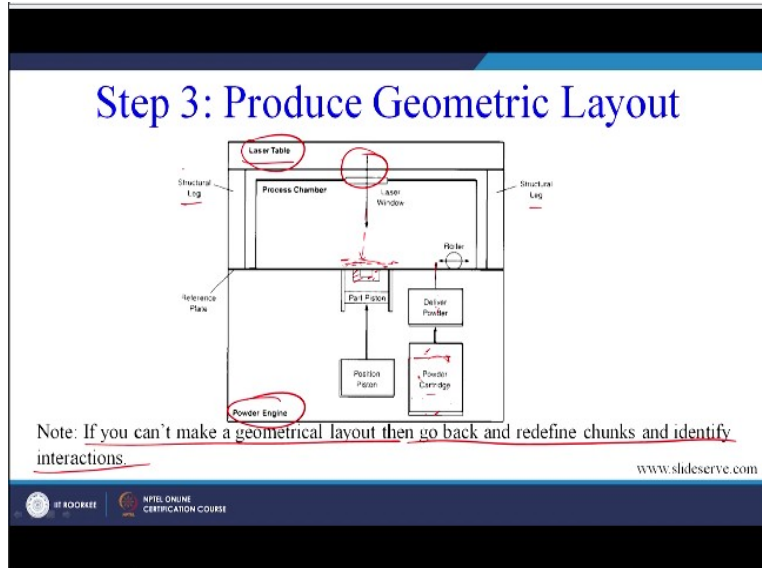 Step 3: Produce Geometric Layout
Laser Table
Structural
Leg
Process Chamber
Laser
Window
Structural
Leg
Roller
Reference
Plate
Part Piston
Deliver
Powder
Position
Piston
Powder
Cartridge
Powder Engine
Note: If you can't make a geometrical layout then go back and redefine chunks and identify
interactions.
www.slideserve.com
IIT ROORKEE
NPTEL ONLINE
CERTIFICATION COURSE